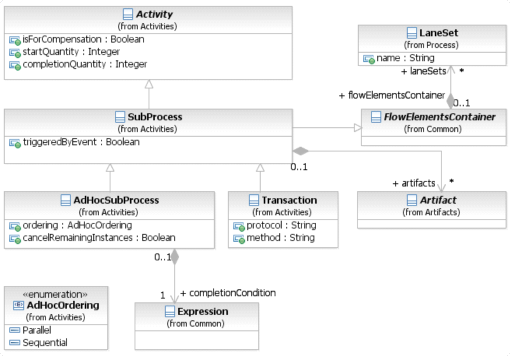 Activity
(from Activities)
isForCompensation : Boolean
startQuantity : Integer
completionQuantity : Integer
LaneSet
(from Process)
name : String
+ laneSets
*
+ flowElementsContainer
0..1
SubProcess
(from Activities)
triggeredByEvent : Boolean
FlowElementsContainer
(from Common)
0..1
+ artifacts
*
AdHocSubProcess
(from Activities)
ordering : AdHocOrdering
cancelRemainingInstances : Boolean
Transaction
(from Activities)
protocol : String
method : String
Artifact
(from Artifacts)
0..1
1
+ completionCondition
«enumeration»
AdHocOrdering
(from Activities)
Parallel
Sequential
Expression
(from Common)